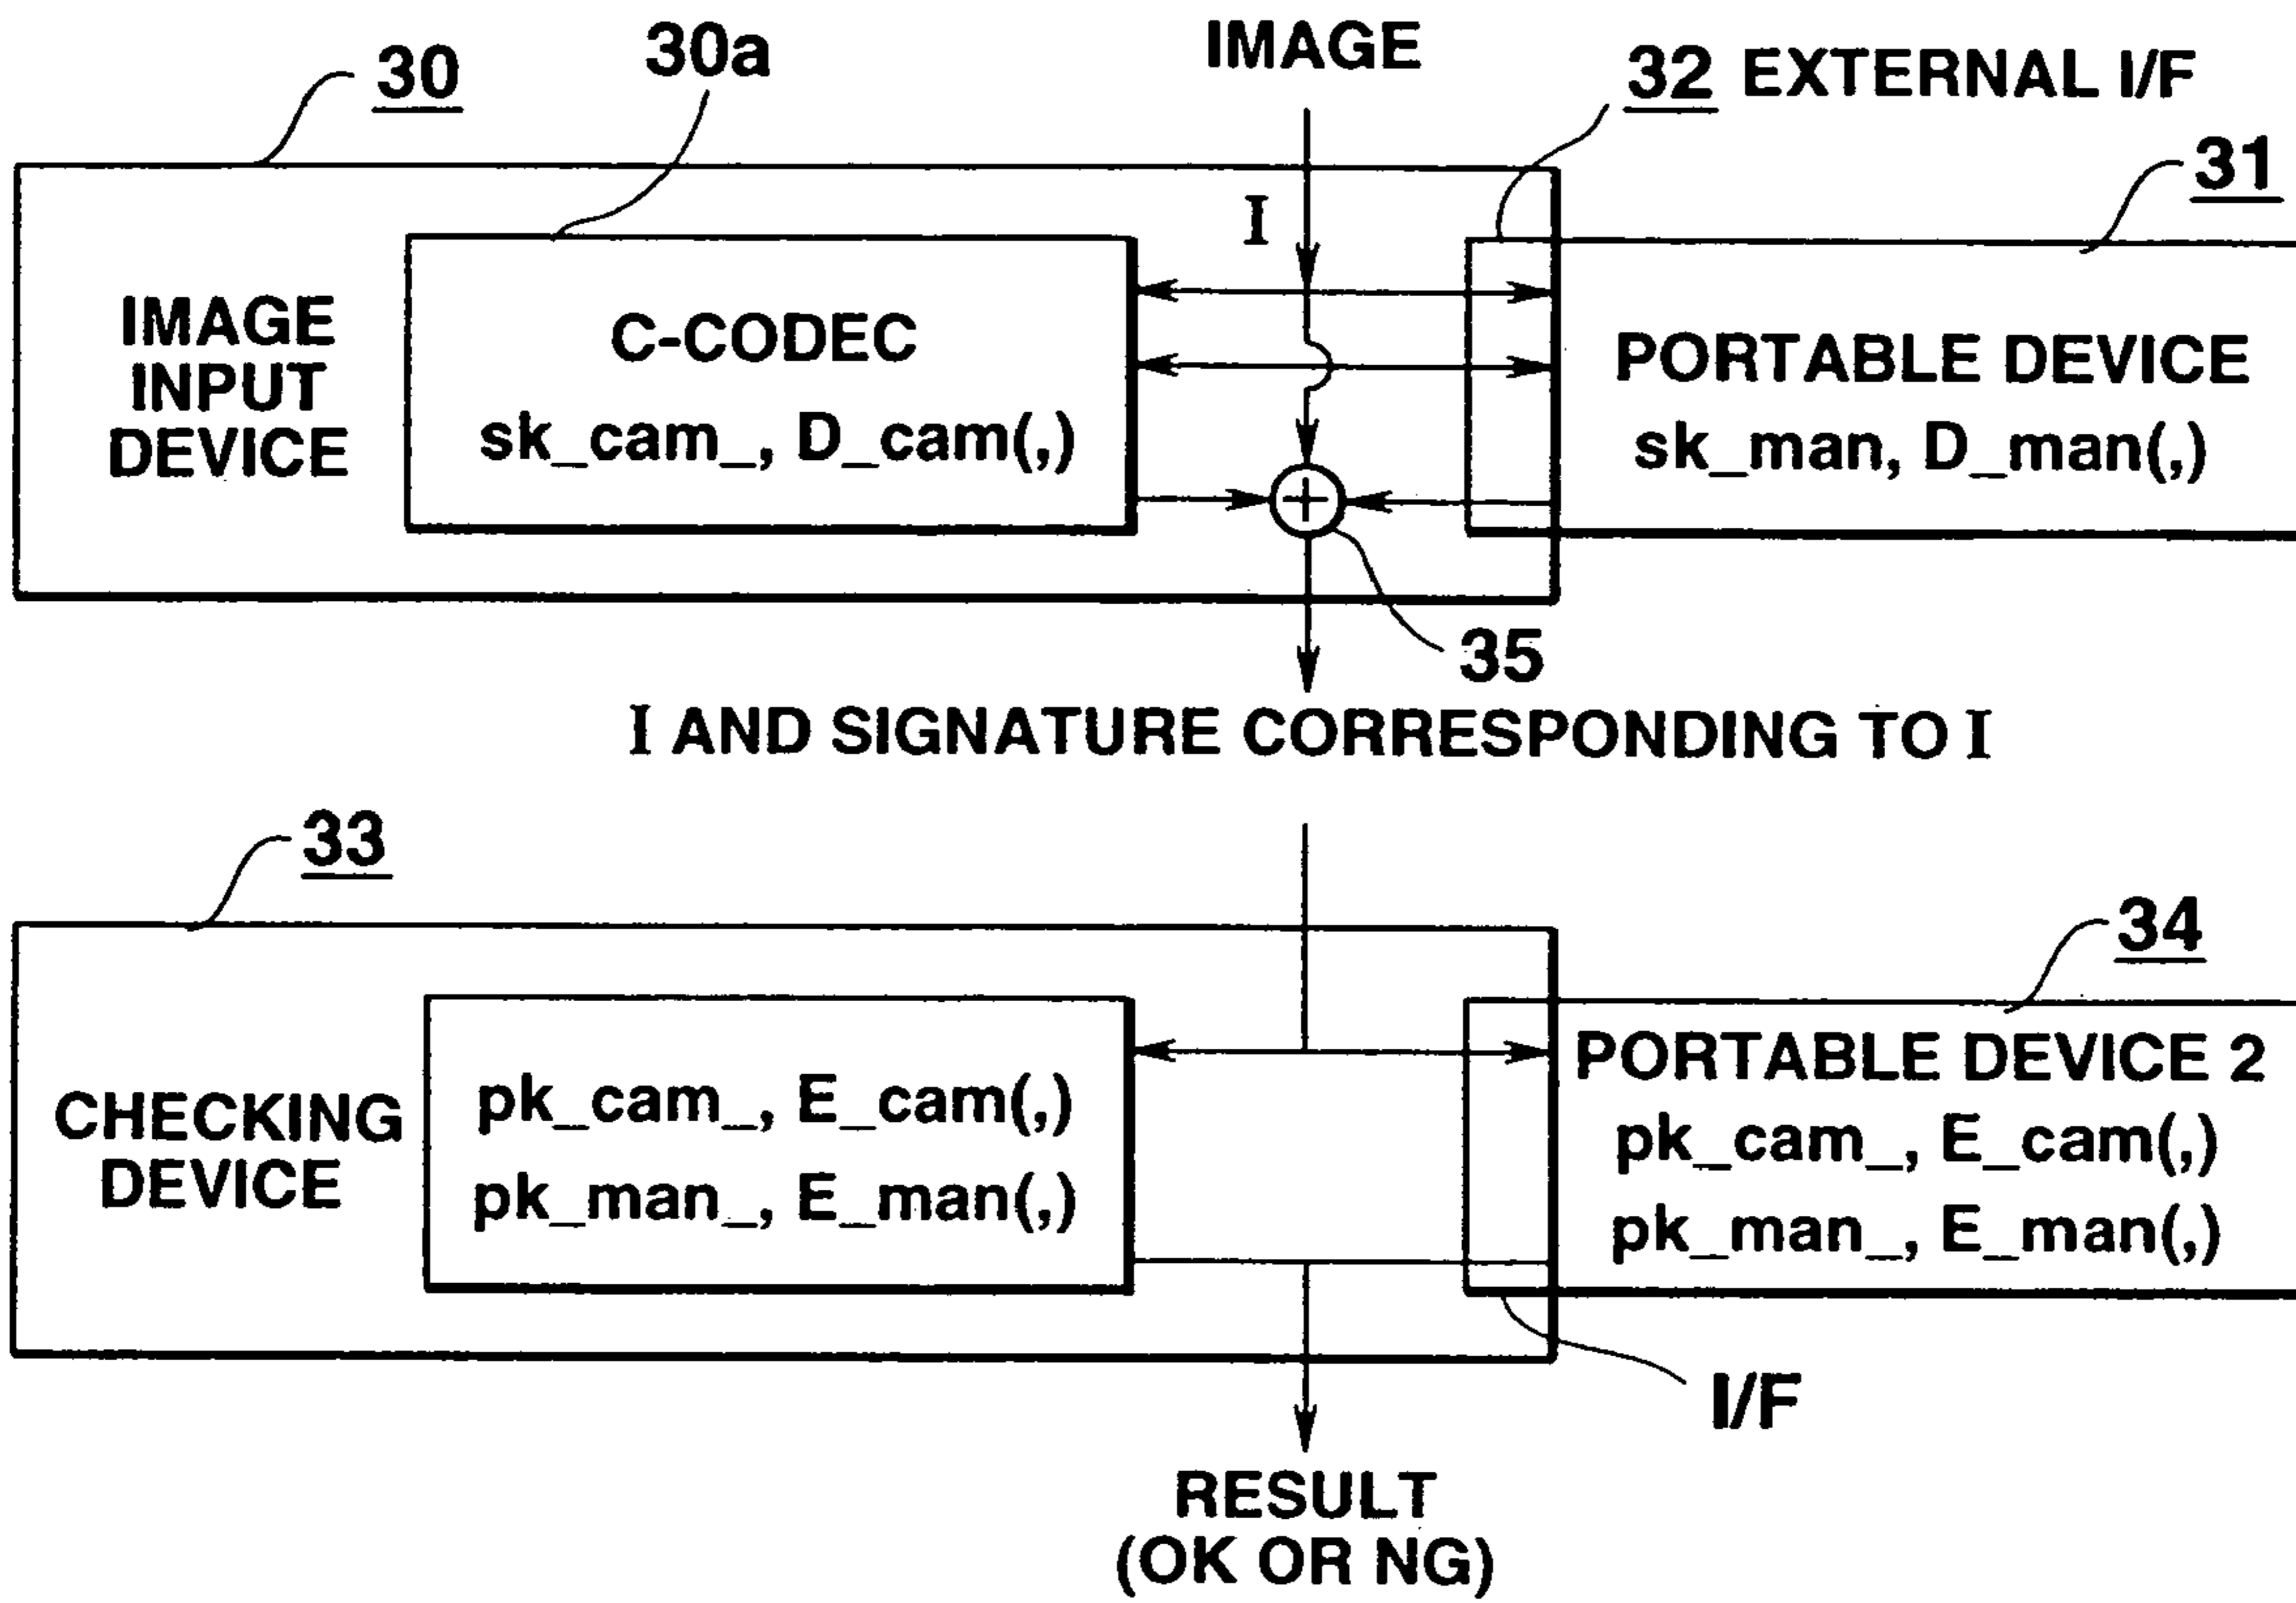 30
30a
IMAGE
32 EXTERNAL I/F
31
I
IMAGE
INPUT
DEVICE
C-CODEC
sk_cam_, D_cam(,)
PORTABLE DEVICE
sk_man, D_man(,)
35
I AND SIGNATURE CORRESPONDING TO I
33
34
CHECKING
DEVICE
pk_cam_, E_cam(,)
pk_man_, E_man(,)
PORTABLE DEVICE 2
pk_cam_, E_cam(,)
pk_man_, E_man(,)
I/F
RESULT
(OK OR NG)